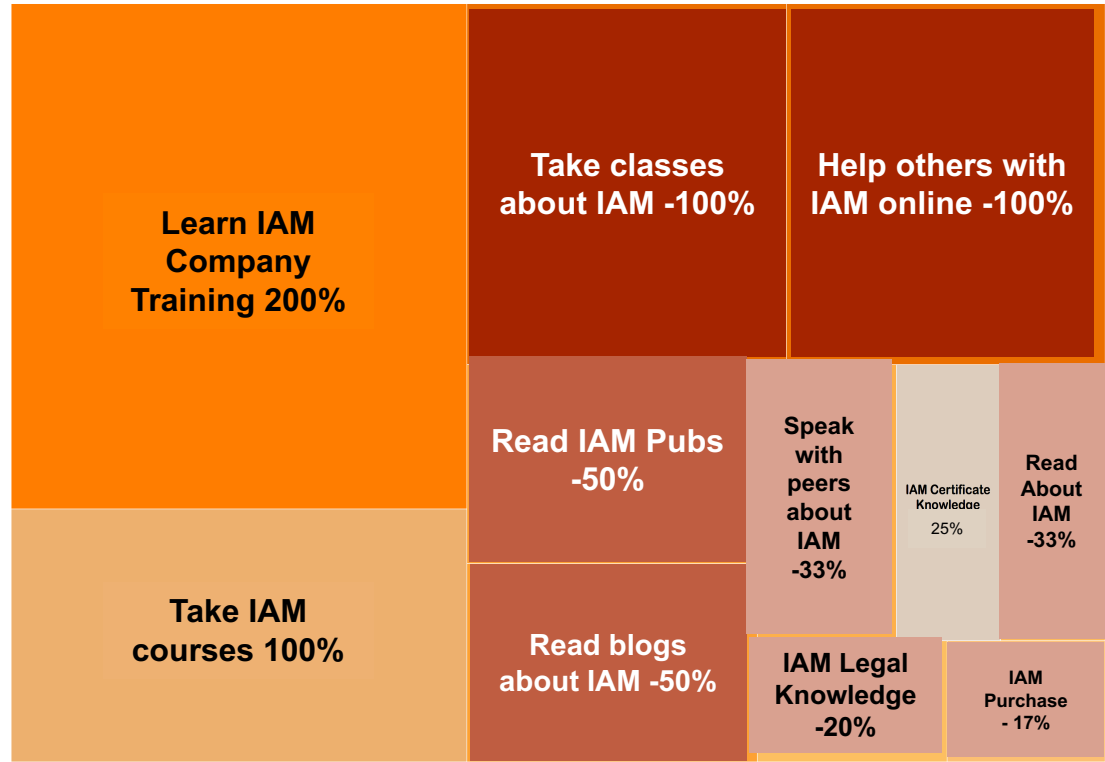 Learn IAM
Company
Training 200%
Take IAM
courses 100%
Take classes
about IAM -100%
Help others with
IAM online -100%
Read IAM Pubs
-50%
Read blogs
about IAM -50%
Speak
with
peers
about
IAM
-33%
IAM Certificate
Knowledge
25%
Read
About
IAM
-33%
IAM Legal
Knowledge
-20%
IAM
Purchase
- 17%